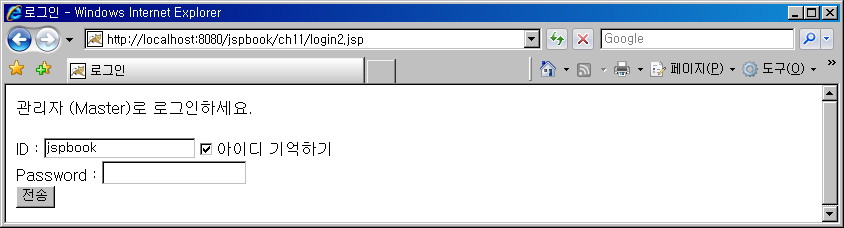 로그인 - Windows Internet Explorer
http://localhost:8080/jspbook/ch11/login2.jsp
Google
로그인
페이지(P)
도구(O)
관리자 (Master)로 로그인하세요.
ID : jspbook 아이디 기억하기
Password :
전송